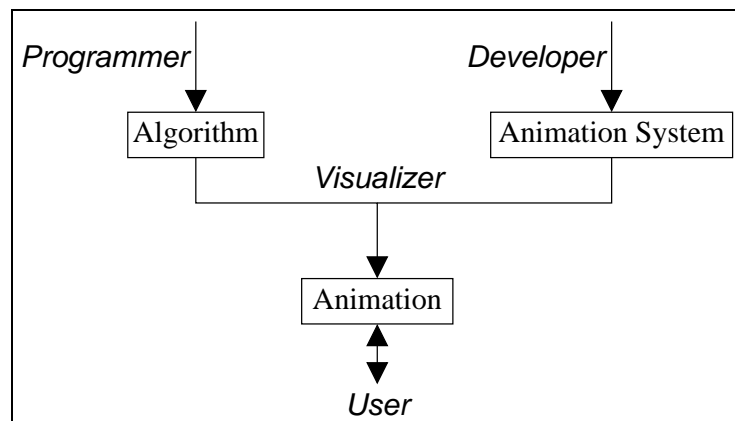 Programmer
Developer
Algorithm
Animation System
Visualizer
Animation
User